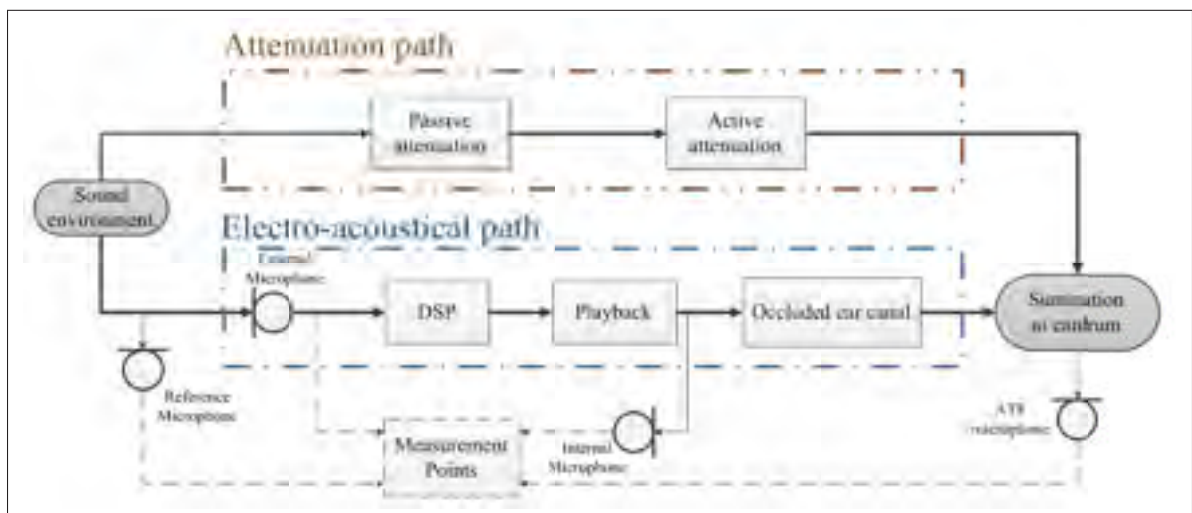 Attenuation path
Passive
attenuation
Active
attenuation
Sound
environment
Electro-acoustical path
External
Microphone
DSP
Playback
Occluded ear canal
Summation
at eardrum
Reference
Microphone
Measurement
Points
Internal
Microphone
microphone